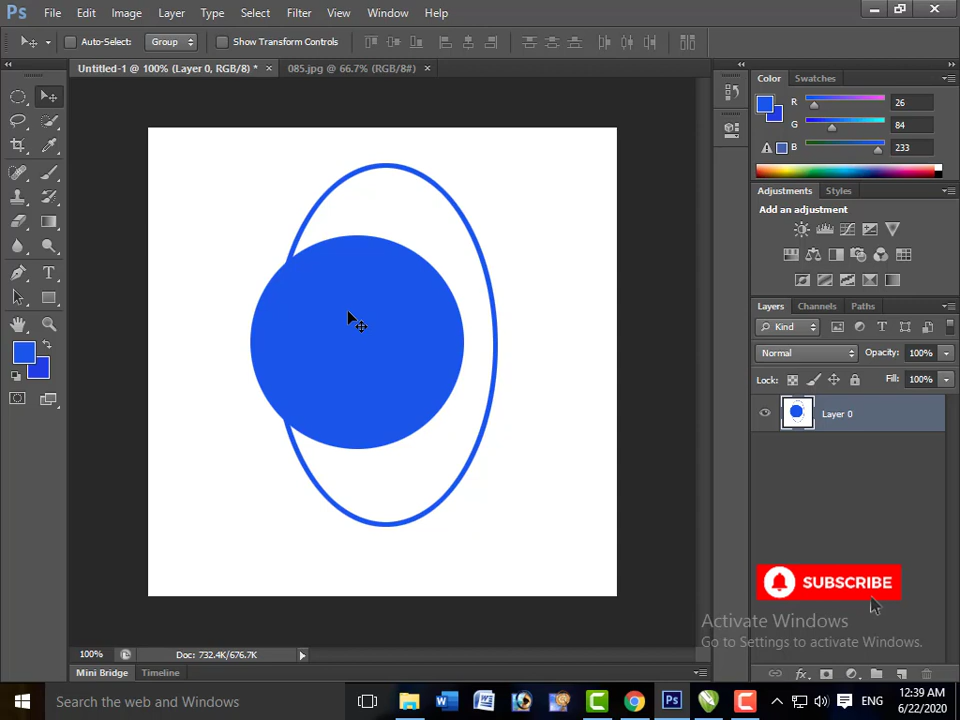 Ps File Edit Image Layer Type Select Filter View Window Help
Auto-Select: Group Show Transform Controls
Untitled-1 @ 100% (Layer 0, RGB/8) * × 085.jpg @ 66.7% (RGB/8#) ×
Color Swatches
R 26
G 84
B 233
Adjustments Styles
Add an adjustment
Layers Channels Paths
Kind
Normal Opacity: 100%
Lock: Fill: 100%
Layer 0
SUBSCRIBE
Activate Windows
Go to Settings to activate Windows.
100% Doc: 732.4K/676.7K
Mini Bridge Timeline
Search the web and Windows
ENG
12:39 AM
6/22/2020